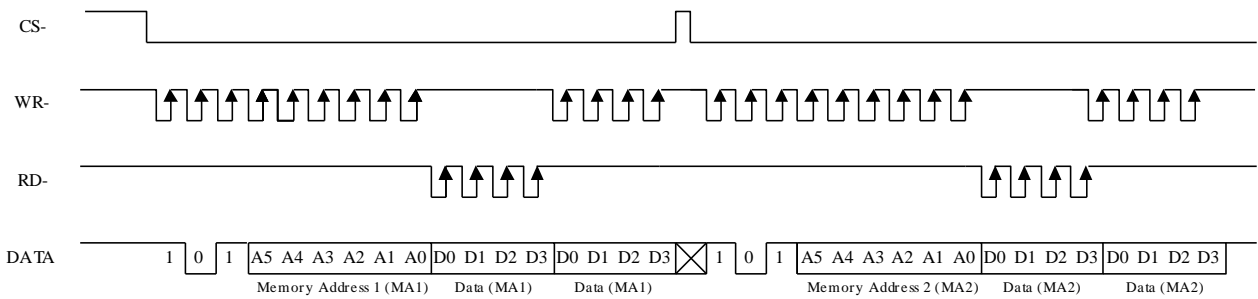 CS-
WR-
RD-
DATA 1 0 1 A5 A4 A3 A2 A1 A0 D0 D1 D2 D3 D0 D1 D2 D3 1 0 1 A5 A4 A3 A2 A1 A0 D0 D1 D2 D3 D0 D1 D2 D3
Memory Address 1 (MA1) Data (MA1) Data (MA1) Memory Address 2 (MA2) Data (MA2) Data (MA2)